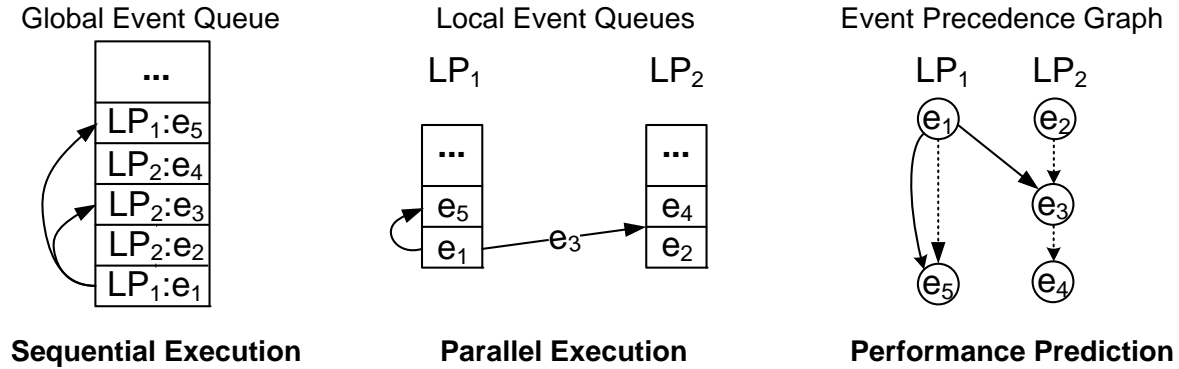 Global Event Queue
...
LP₁:e₅
LP₂:e₄
LP₂:e₃
LP₂:e₂
LP₁:e₁
Sequential Execution
Local Event Queues
LP₁ LP₂
... ...
e₅ e₄
e₃
e₁ e₂
Parallel Execution
Event Precedence Graph
LP₁ LP₂
e₁ e₂
e₃
e₅ e₄
Performance Prediction